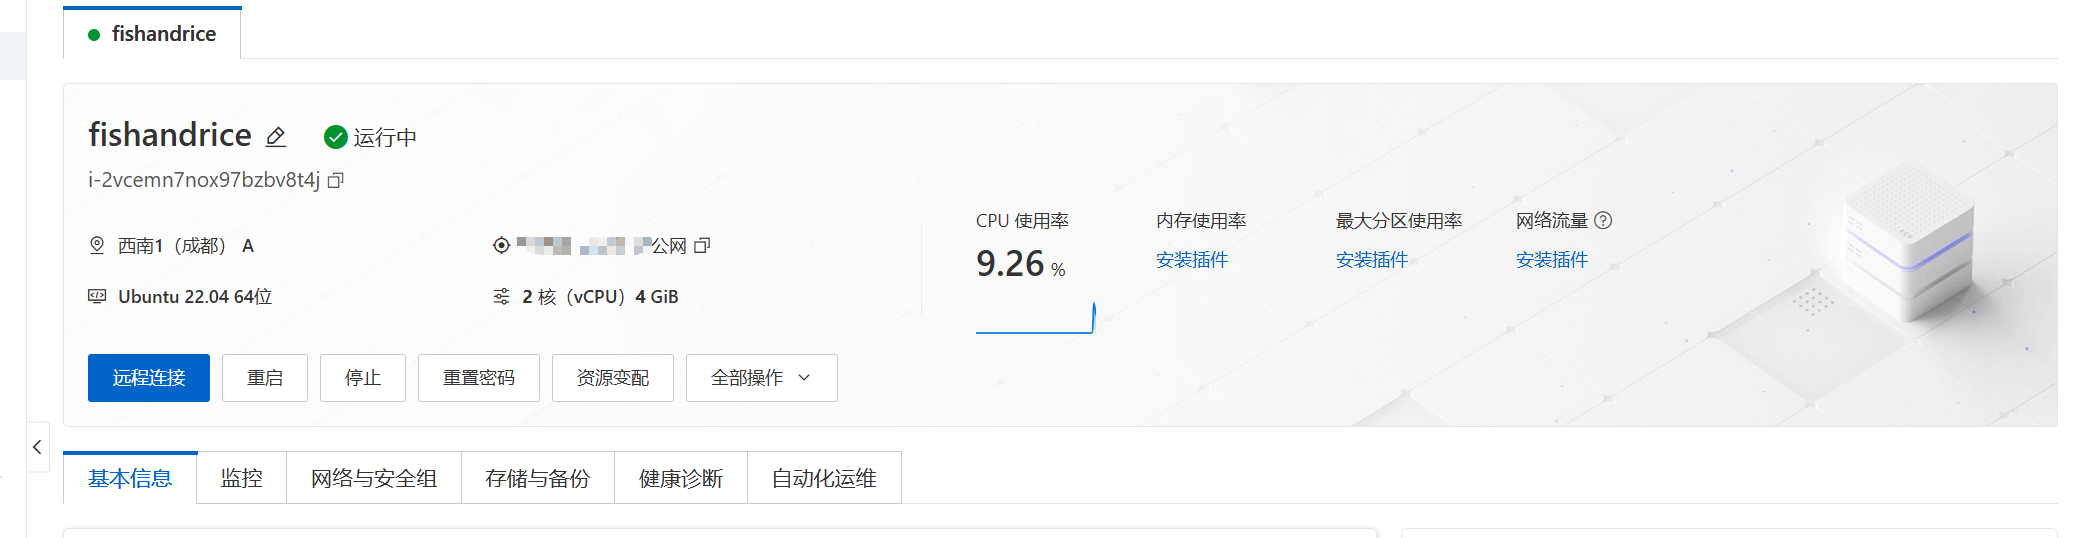 fishandrice
fishandrice 运行中
i-2vcemn7nox97bzbv8t4j
西南1（成都） A
公网
Ubuntu 22.04 64位
2 核（vCPU）4 GiB
CPU 使用率
9.26 %
内存使用率
安装插件
最大分区使用率
安装插件
网络流量
安装插件
远程连接 重启 停止 重置密码 资源变配 全部操作
基本信息 监控 网络与安全组 存储与备份 健康诊断 自动化运维